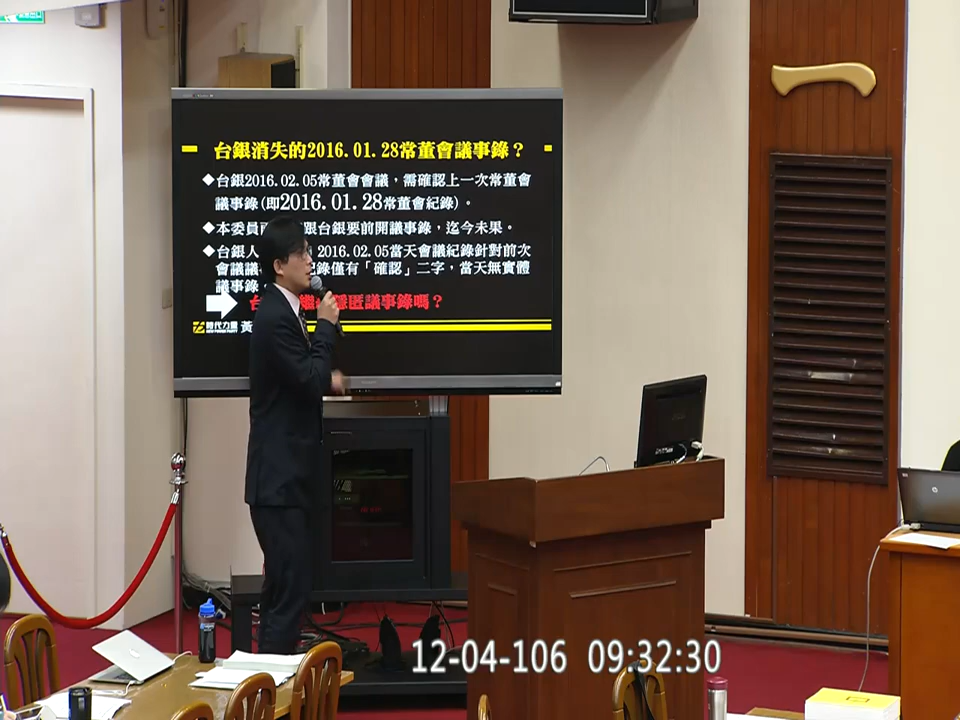 台銀消失的2016.01.28常董會議事錄？
◆台銀2016.02.05常董會會議，需確認上一次常董會
議事錄(即2016.01.28常董會紀錄)。
◆本委員 跟台銀要前開議事錄，迄今未果。
◆台銀人 2016.02.05當天會議紀錄針對前次
會議議 錄僅有「確認」二字，當天無實體
議事錄
匿議事錄嗎？
時代力量 黃
12-04-106 09:32:30